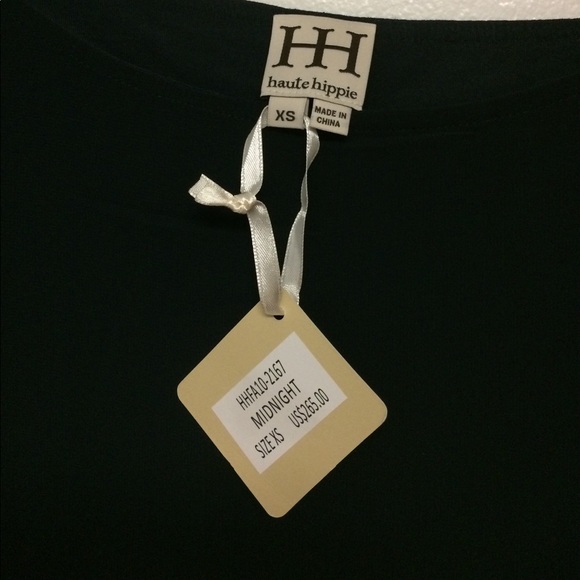 HH
haute hippie
XS
MADE IN
CHINA
HHFA10-2167
MIDNIGHT
SIZE XS US$265.00